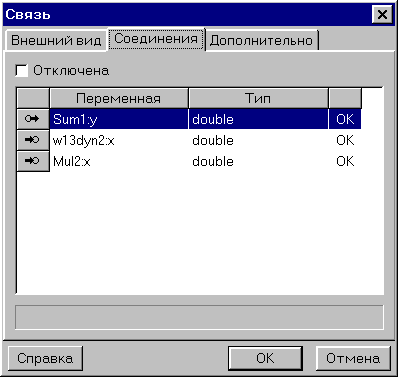 Связь
Внешний вид Соединения Дополнительно
Отключена
Переменная Тип
Sum1:y double OK
w13dyn2:x double OK
Mul2:x double OK
Справка OK Отмена